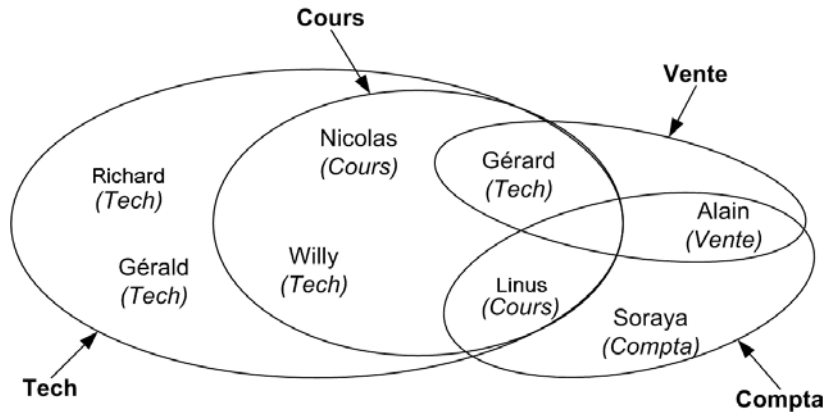 Cours
Vente
Nicolas
(Cours)
Gérard
(Tech)
Richard
(Tech)
Alain
(Vente)
Willy
(Tech)
Gérald
(Tech)
Linus
(Cours)
Soraya
(Compta)
Tech
Compta